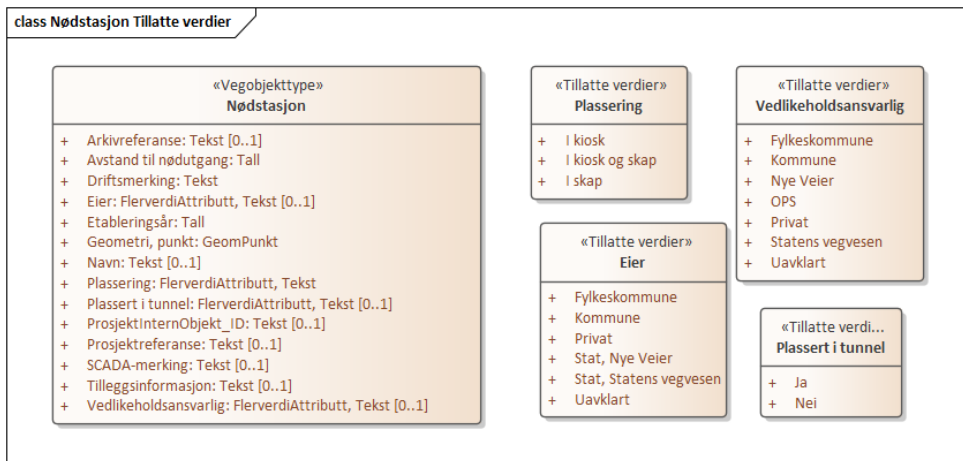 class Nødstasjon Tillatte verdier
«Vegobjekttype»
Nødstasjon
+ Arkivreferanse: Tekst [0..1]
+ Avstand til nødutgang: Tall
+ Driftsmerking: Tekst
+ Eier: FlerverdiAttributt, Tekst [0..1]
+ Etableringsår: Tall
+ Geometri, punkt: GeomPunkt
+ Navn: Tekst [0..1]
+ Plassering: FlerverdiAttributt, Tekst
+ Plassert i tunnel: FlerverdiAttributt, Tekst [0..1]
+ ProsjektInternObjekt_ID: Tekst [0..1]
+ Prosjektreferanse: Tekst [0..1]
+ SCADA-merking: Tekst [0..1]
+ Tilleggsinformasjon: Tekst [0..1]
+ Vedlikeholdsansvarlig: FlerverdiAttributt, Tekst [0..1]
«Tillatte verdier»
Plassering
+ I kiosk
+ I kiosk og skap
+ I skap
«Tillatte verdier»
Vedlikeholdsansvarlig
+ Fylkeskommune
+ Kommune
+ Nye Veier
+ OPS
+ Privat
+ Statens vegvesen
+ Uavklart
«Tillatte verdier»
Eier
+ Fylkeskommune
+ Kommune
+ Privat
+ Stat, Nye Veier
+ Stat, Statens vegvesen
+ Uavklart
«Tillatte verdi...
Plassert i tunnel
+ Ja
+ Nei